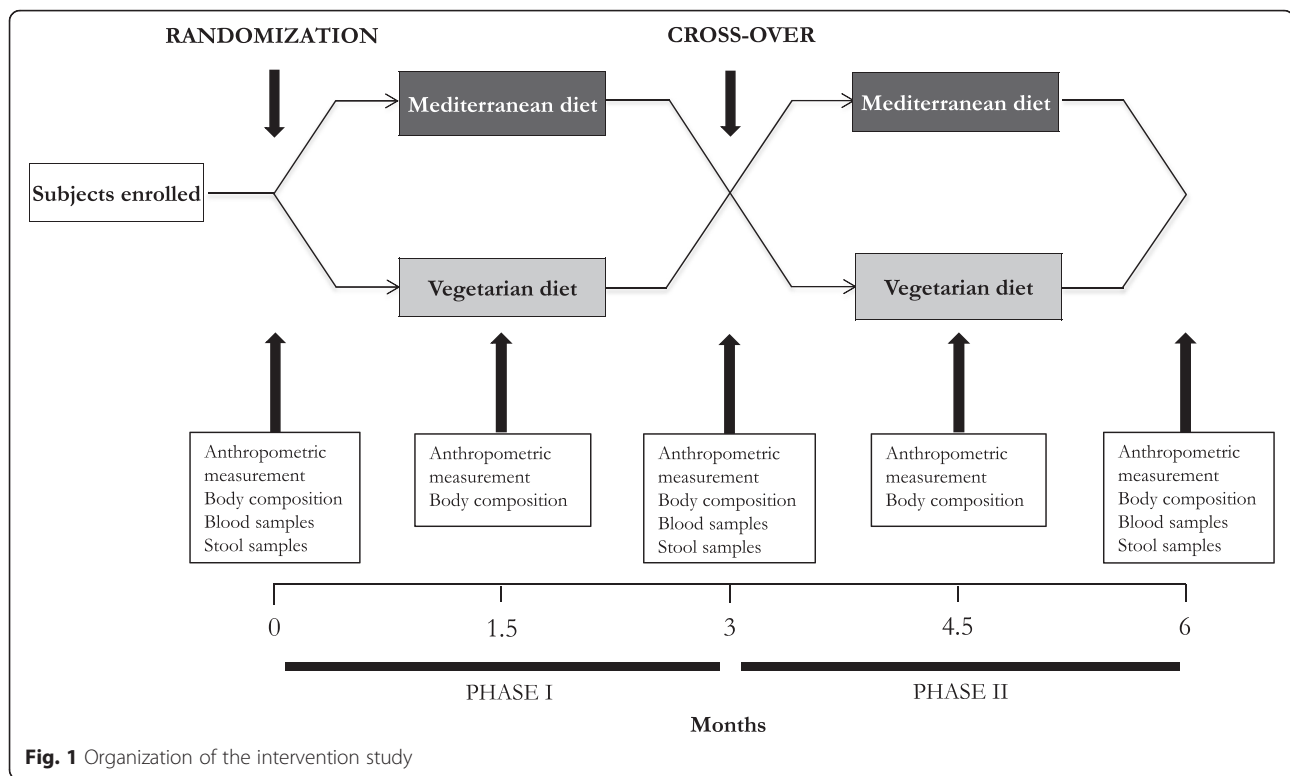 RANDOMIZATION
CROSS-OVER
Mediterranean diet
Mediterranean diet
Subjects enrolled
Vegetarian diet
Vegetarian diet
Anthropometric
measurement
Body composition
Blood samples
Stool samples
Anthropometric
measurement
Body composition
Anthropometric
measurement
Body composition
Blood samples
Stool samples
Anthropometric
measurement
Body composition
Anthropometric
measurement
Body composition
Blood samples
Stool samples
0
1.5
3
4.5
6
PHASE I
PHASE II
Months
Fig. 1 Organization of the intervention study